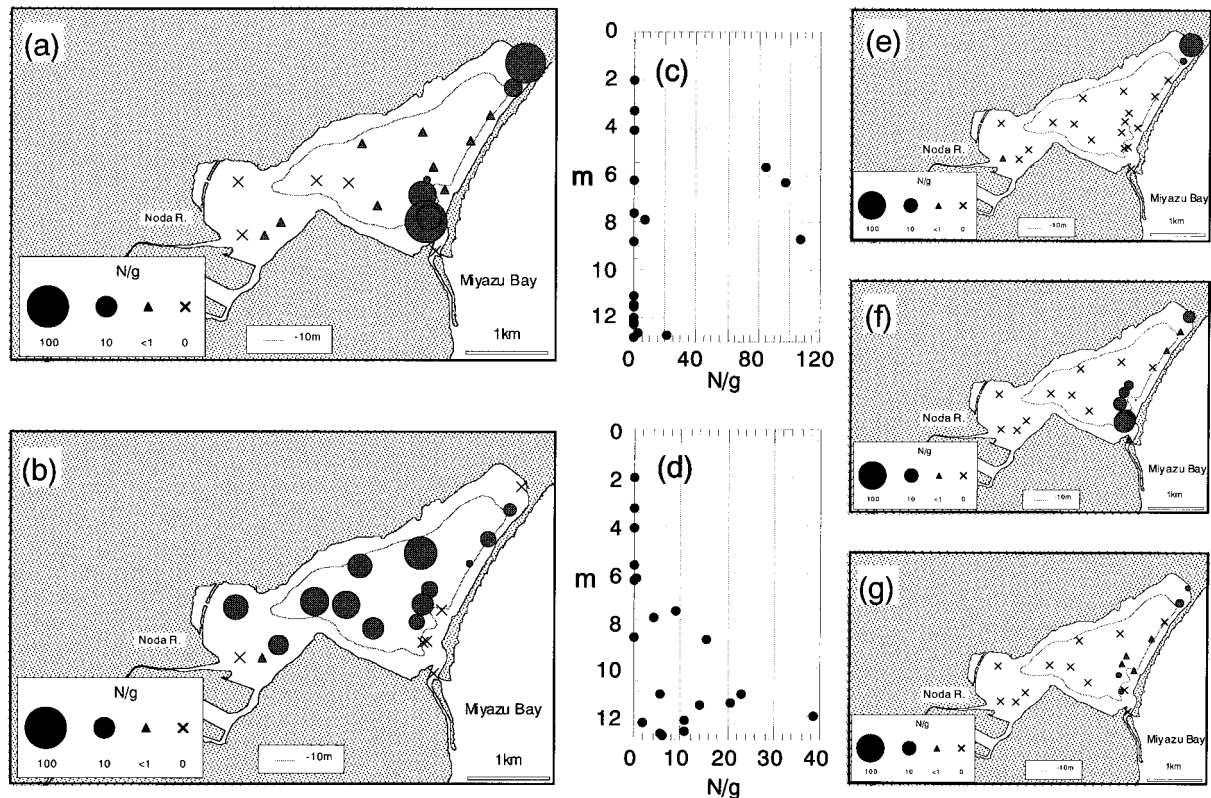 (a)
Noda R.
N/g
100 10 <1 0
-10m
Miyazu Bay
1km
(b)
Noda R.
N/g
100 10 <1 0
-10m
Miyazu Bay
1km
(c)
0
2
4
m 6
8
10
12
0 40 80 120
N/g
(d)
0
2
4
m 6
8
10
12
0 10 20 30 40
N/g
(e)
Noda R.
N/g
100 10 <1 0
-10m
Miyazu Bay
1km
(f)
Noda R.
N/g
100 10 <1 0
-10m
Miyazu Bay
1km
(g)
Noda R.
N/g
100 10 <1 0
-10m
Miyazu Bay
1km